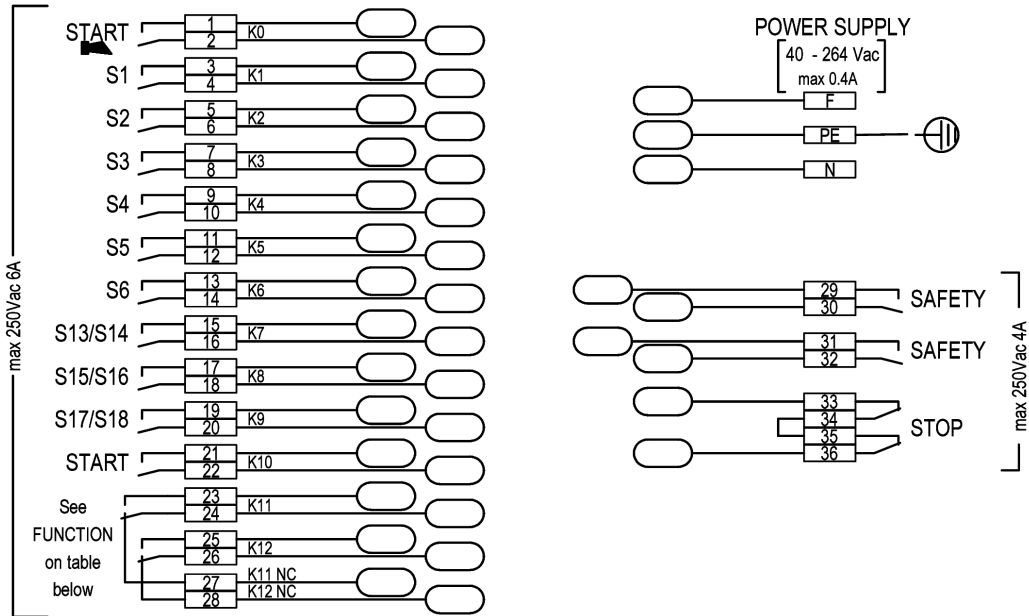 max 250Vac 6A
START 1 K0
2
S1 3 K1
4
S2 5 K2
6
S3 7 K3
8
S4 9 K4
10
S5 11 K5
12
S6 13 K6
14
S13/S14 15 K7
16
S15/S16 17 K8
18
S17/S18 19 K9
20
START 21 K10
22
See
FUNCTION
on table
below
23 K11
24
25 K12
26
27 K11 NC
28 K12 NC
POWER SUPPLY
40 - 264 Vac
max 0.4A
F
PE
N
29 SAFETY
30
31 SAFETY
32
33
34 STOP
35
36
max 250Vac 4A